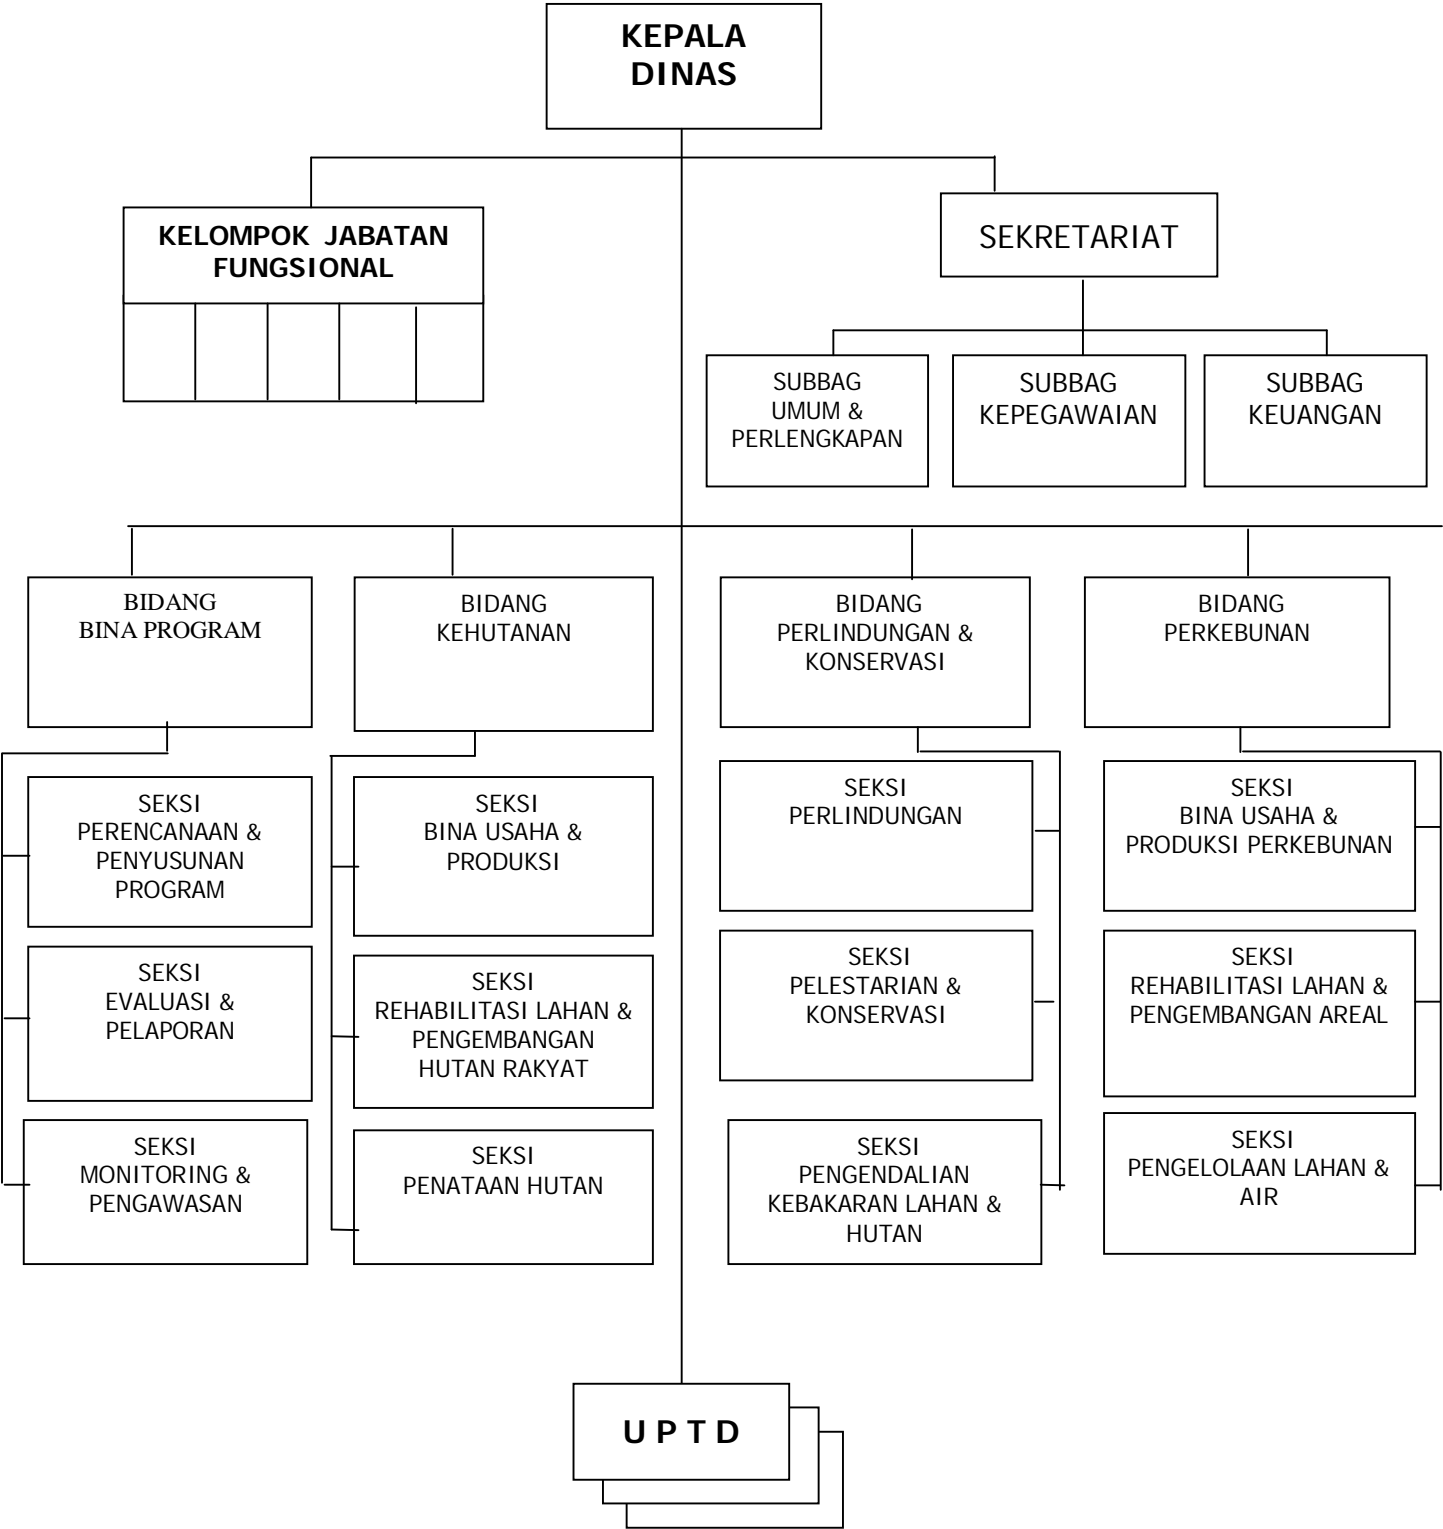 KEPALA
DINAS
KELOMPOK JABATAN
FUNGSIONAL
SEKRETARIAT
SUBBAG
UMUM &
PERLENGKAPAN
SUBBAG
KEPEGAWAIAN
SUBBAG
KEUANGAN
BIDANG
BINA PROGRAM
BIDANG
KEHUTANAN
BIDANG
PERLINDUNGAN &
KONSERVASI
BIDANG
PERKEBUNAN
SEKSI
PERENCANAAN &
PENYUSUNAN
PROGRAM
SEKSI
BINA USAHA &
PRODUKSI
SEKSI
PERLINDUNGAN
SEKSI
BINA USAHA &
PRODUKSI PERKEBUNAN
SEKSI
EVALUASI &
PELAPORAN
SEKSI
REHABILITASI LAHAN &
PENGEMBANGAN
HUTAN RAKYAT
SEKSI
PELESTARIAN &
KONSERVASI
SEKSI
REHABILITASI LAHAN &
PENGEMBANGAN AREAL
SEKSI
MONITORING &
PENGAWASAN
SEKSI
PENATAAN HUTAN
SEKSI
PENGENDALIAN
KEBAKARAN LAHAN &
HUTAN
SEKSI
PENGELOLAAN LAHAN &
AIR
U P T D